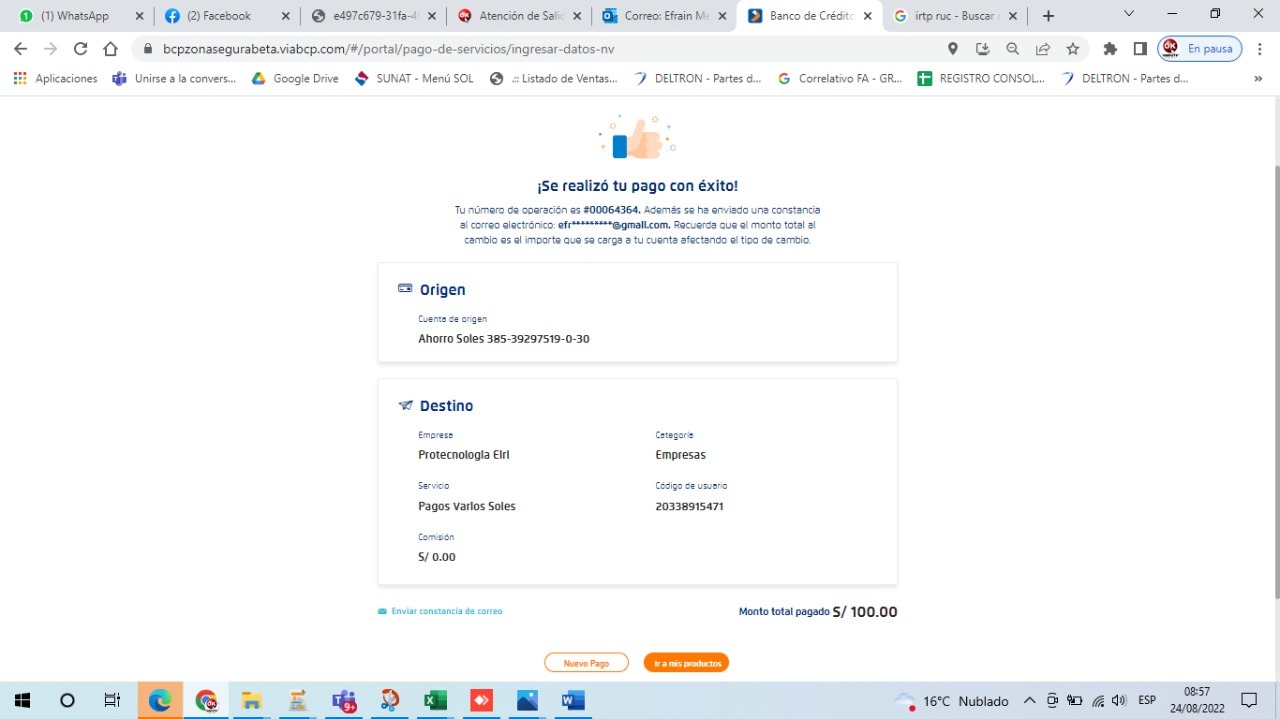 (1) WhatsApp
(2)Facebook
e497c679-31fa-4
Atención de Salid
Correo: Efrain Me
Banco de Crédito
irtp ruc - Buscar
bcpzonasegurabeta.viabcp.com/#/portal/pago-de-servicios/ingresar-datos-nv
En pausa
Aplicaciones
Unirse a la convers...
Google Drive
SUNAT - Menú SOL
.:: Listado de Ventas...
DELTRON - Partes d...
Correlativo FA - GR...
REGISTRO CONSOL...
DELTRON - Partes d...
»
¡Se realizó tu pago con éxito!
Tu número de operación es #00064364. Además se ha enviado una constancia
al correo electrónico: efr*********@gmail.com. Recuerda que el monto total al
cambio es el importe que se carga a tu cuenta afectando el tipo de cambio.
Origen
Cuenta de origen
Ahorro Soles 385-39297519-0-30
Destino
Empresa
Categoría
Protecnologia Eirl
Empresas
Servicio
Código de usuario
Pagos Varios Soles
20338915471
Comisión
S/ 0.00
Enviar constancia de correo
Monto total pagado S/ 100.00
Nuevo Pago
Ir a mis productos
9+
16°C Nublado
ESP
08:57
24/08/2022